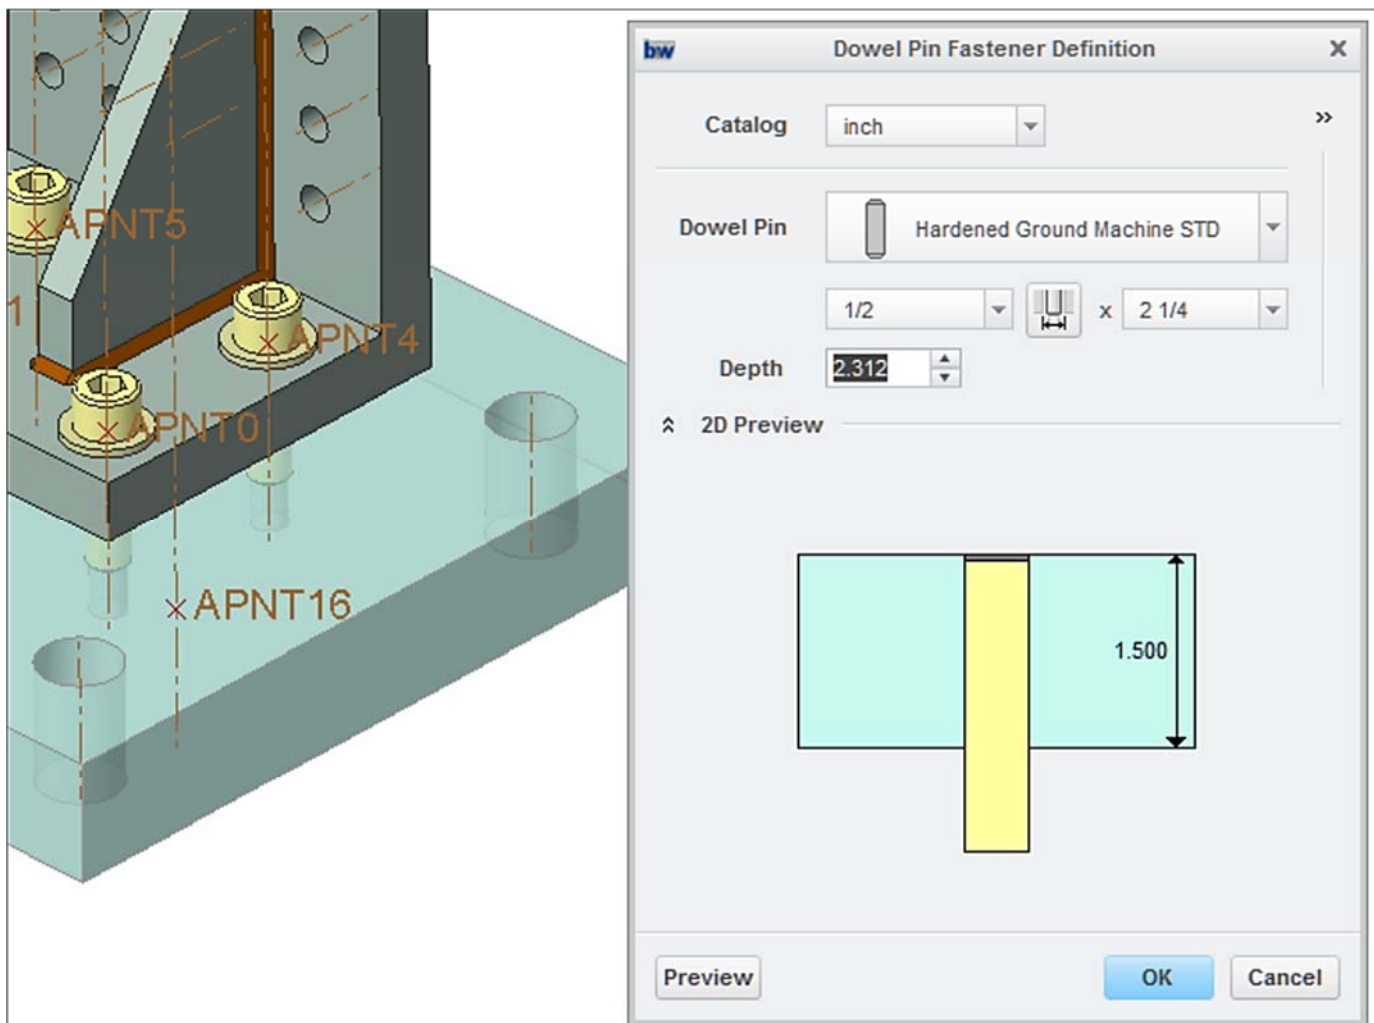 bw Dowel Pin Fastener Definition X
Catalog inch »
Dowel Pin Hardened Ground Machine STD
1/2 x 2 1/4
Depth 2.312
2D Preview
1.500
Preview OK Cancel
APNT5
1
APNT4
APNT0
APNT16